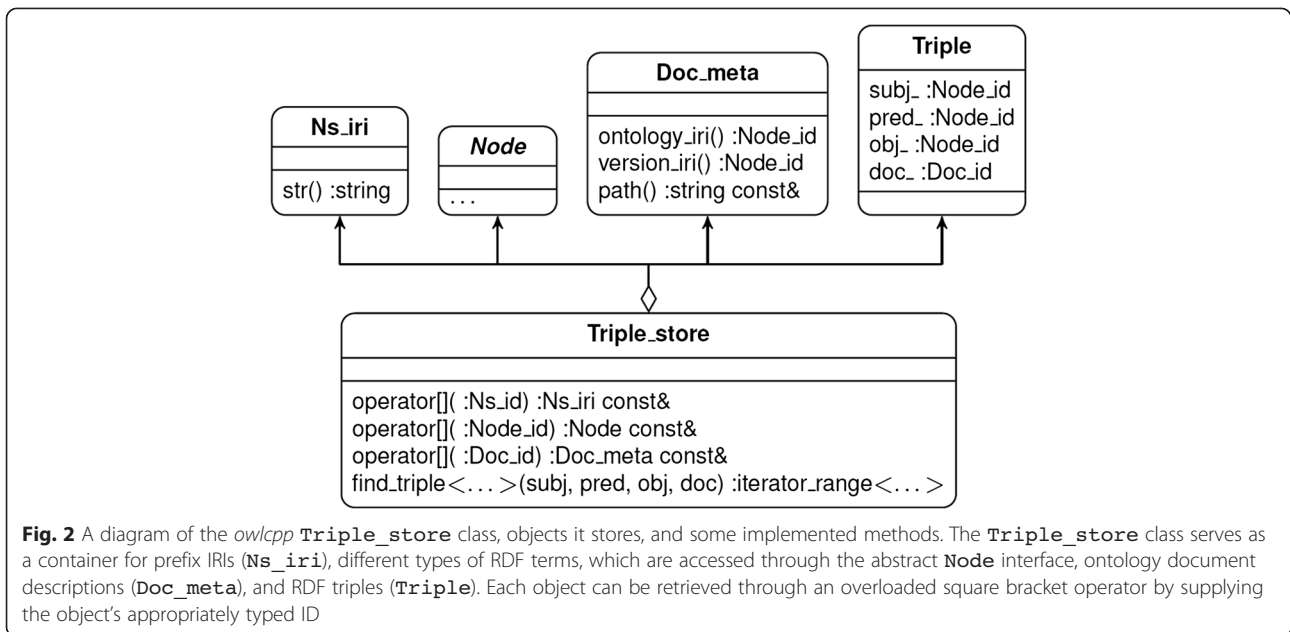 Ns_iri
str() :string
Node
...
Doc_meta
ontology_iri() :Node_id
version_iri() :Node_id
path() :string const&
Triple
subj_ :Node_id
pred_ :Node_id
obj_ :Node_id
doc_ :Doc_id
Triple_store
operator[]( :Ns_id) :Ns_iri const&
operator[]( :Node_id) :Node const&
operator[]( :Doc_id) :Doc_meta const&
find_triple<...>(subj, pred, obj, doc) :iterator_range<...>
Fig. 2 A diagram of the owlcpp Triple_store class, objects it stores, and some implemented methods. The Triple_store class serves as
a container for prefix IRIs (Ns_iri), different types of RDF terms, which are accessed through the abstract Node interface, ontology document
descriptions (Doc_meta), and RDF triples (Triple). Each object can be retrieved through an overloaded square bracket operator by supplying
the object's appropriately typed ID